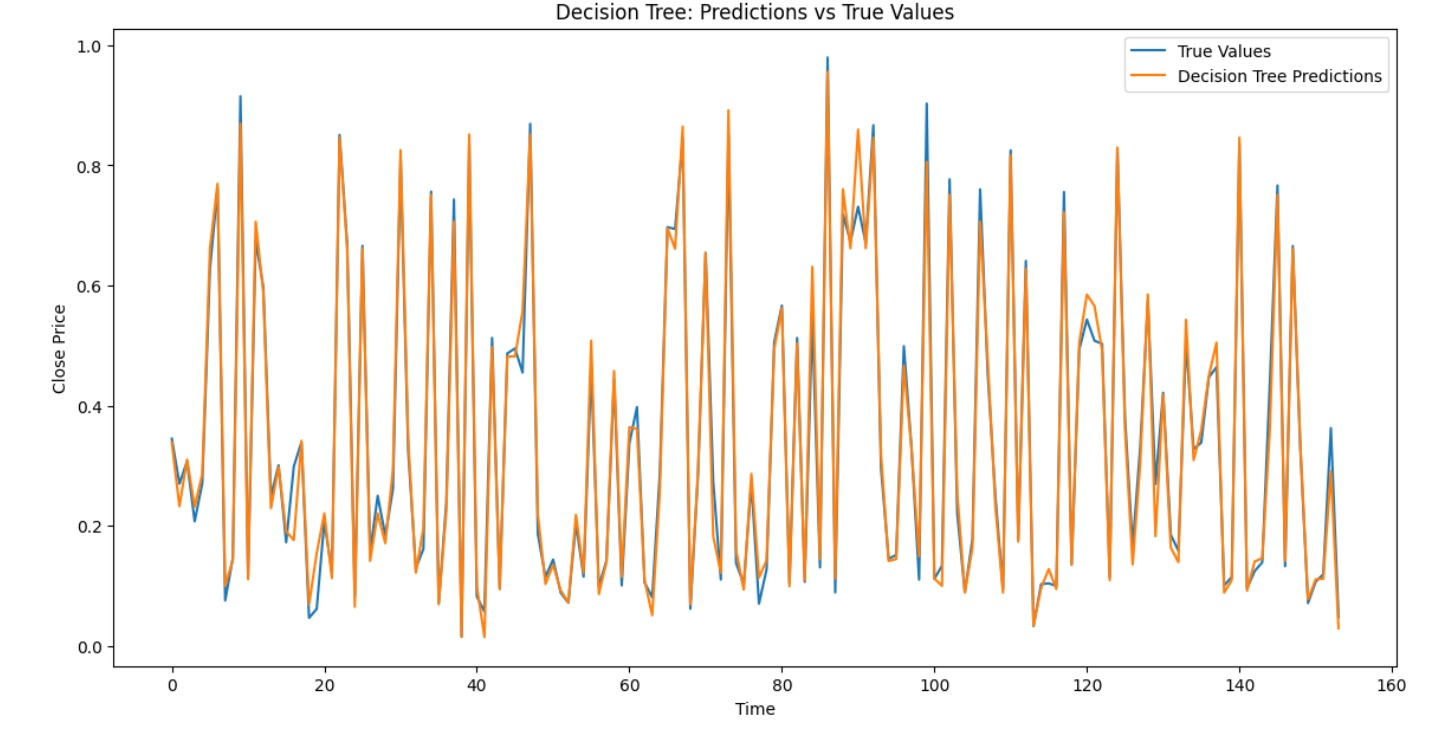 Decision Tree: Predictions vs True Values
True Values
Decision Tree Predictions
1.0
0.8
0.6
0.4
0.2
0.0
Close Price
0 20 40 60 80 100 120 140 160
Time